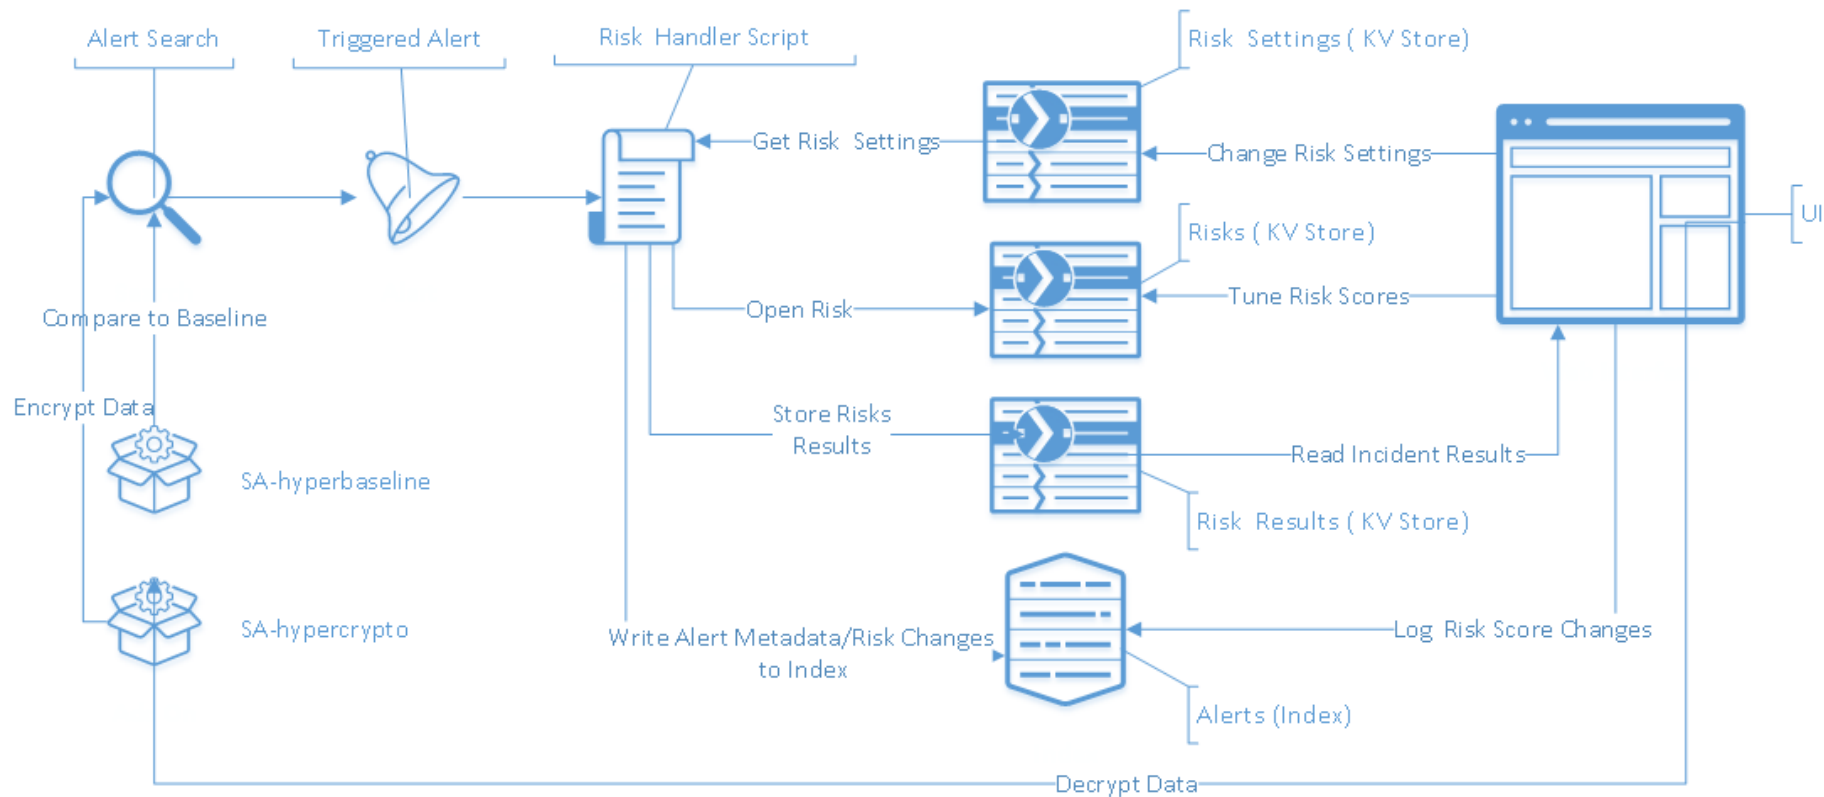 Alert Search
Triggered Alert
Risk Handler Script
Risk Settings ( KV Store)
Get Risk Settings
Change Risk Settings
UI
Risks ( KV Store)
Compare to Baseline
Open Risk
Tune Risk Scores
Encrypt Data
Store Risks
Results
Read Incident Results
SA-hyperbaseline
Risk Results ( KV Store)
SA-hypercrypto
Write Alert Metadata/Risk Changes
to Index
Log Risk Score Changes
Alerts (Index)
Decrypt Data